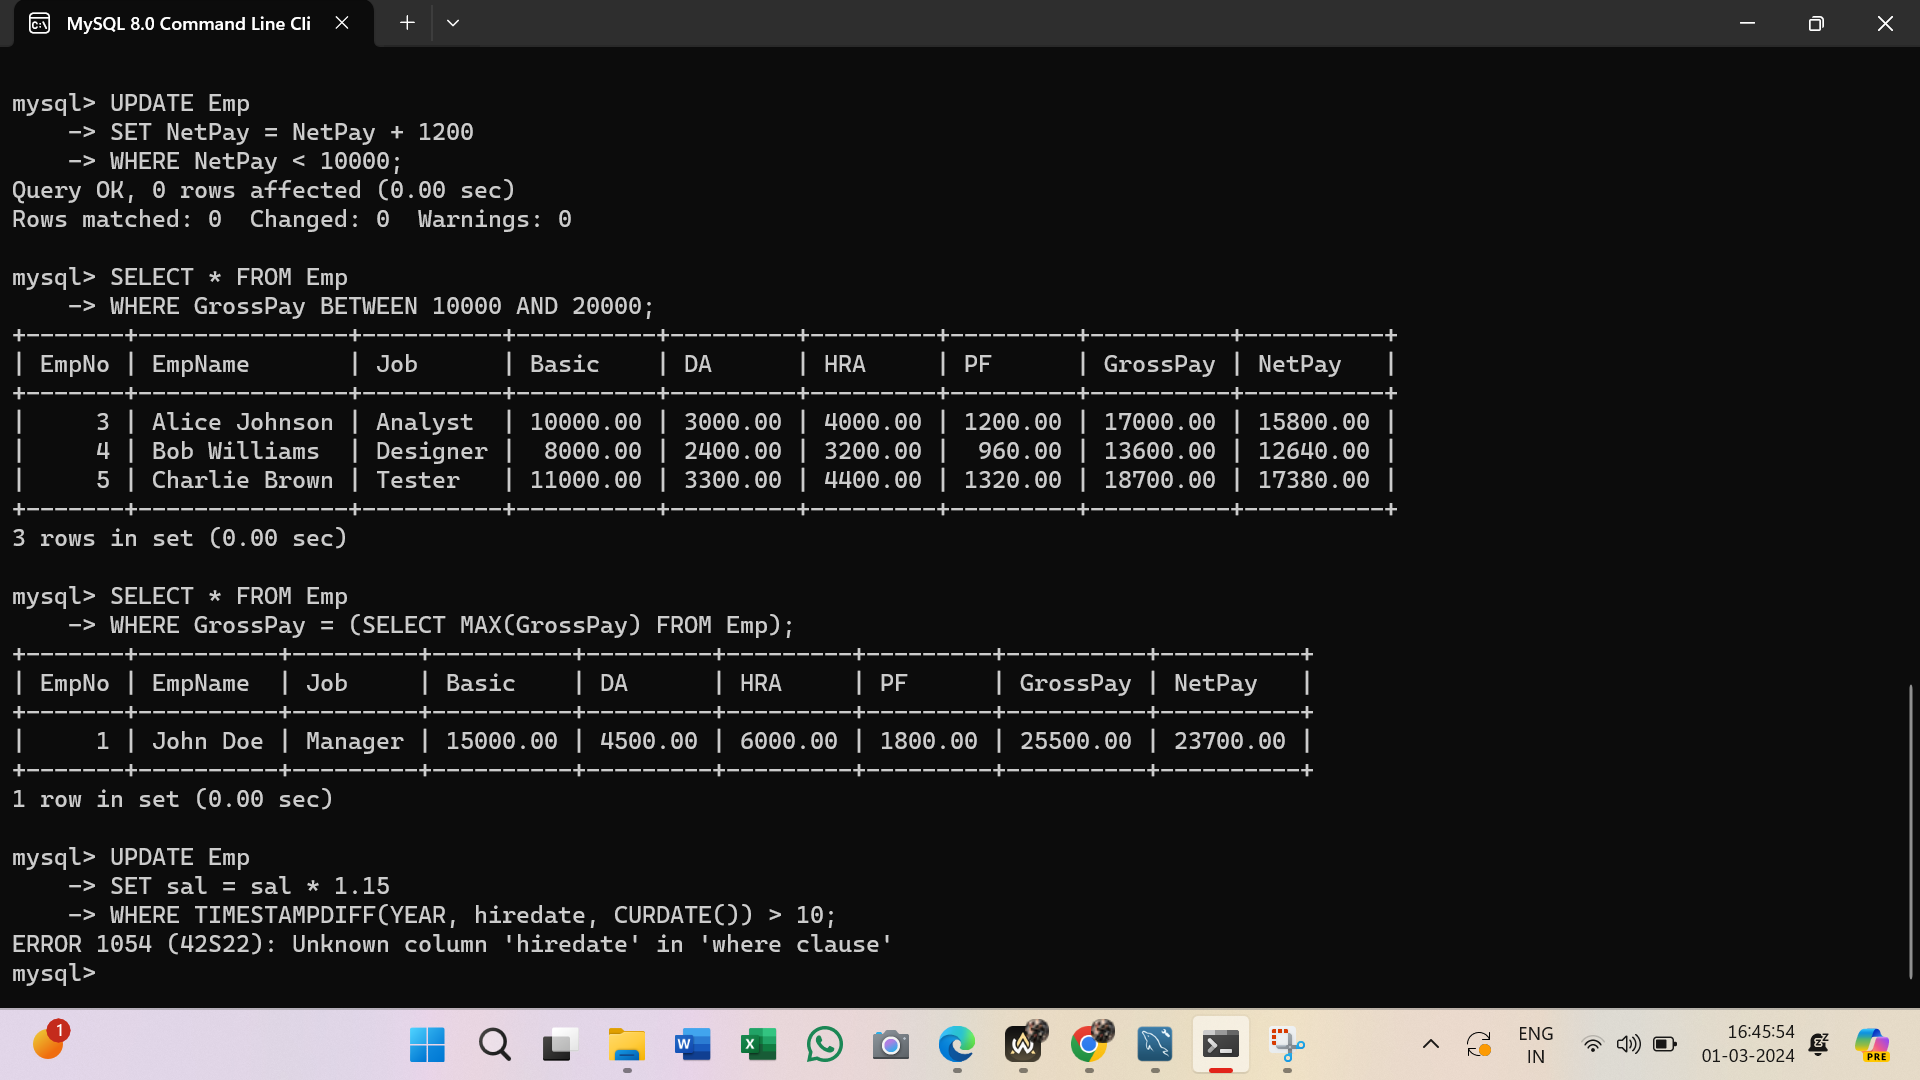 MySQL 8.0 Command Line Cli
mysql> UPDATE Emp
    -> SET NetPay = NetPay + 1200
    -> WHERE NetPay < 10000;
Query OK, 0 rows affected (0.00 sec)
Rows matched: 0  Changed: 0  Warnings: 0
mysql> SELECT * FROM Emp
    -> WHERE GrossPay BETWEEN 10000 AND 20000;
+-------+---------------+----------+----------+---------+---------+---------+----------+----------+
| EmpNo | EmpName       | Job      | Basic    | DA      | HRA     | PF      | GrossPay | NetPay   |
+-------+---------------+----------+----------+---------+---------+---------+----------+----------+
|     3 | Alice Johnson | Analyst  | 10000.00 | 3000.00 | 4000.00 | 1200.00 | 17000.00 | 15800.00 |
|     4 | Bob Williams  | Designer |  8000.00 | 2400.00 | 3200.00 |  960.00 | 13600.00 | 12640.00 |
|     5 | Charlie Brown | Tester   | 11000.00 | 3300.00 | 4400.00 | 1320.00 | 18700.00 | 17380.00 |
+-------+---------------+----------+----------+---------+---------+---------+----------+----------+
3 rows in set (0.00 sec)
mysql> SELECT * FROM Emp
    -> WHERE GrossPay = (SELECT MAX(GrossPay) FROM Emp);
+-------+----------+---------+----------+---------+---------+---------+----------+----------+
| EmpNo | EmpName  | Job     | Basic    | DA      | HRA     | PF      | GrossPay | NetPay   |
+-------+----------+---------+----------+---------+---------+---------+----------+----------+
|     1 | John Doe | Manager | 15000.00 | 4500.00 | 6000.00 | 1800.00 | 25500.00 | 23700.00 |
+-------+----------+---------+----------+---------+---------+---------+----------+----------+
1 row in set (0.00 sec)
mysql> UPDATE Emp
    -> SET sal = sal * 1.15
    -> WHERE TIMESTAMPDIFF(YEAR, hiredate, CURDATE()) > 10;
ERROR 1054 (42S22): Unknown column 'hiredate' in 'where clause'
mysql>
1
ENG
IN
16:45:54
01-03-2024
PRE